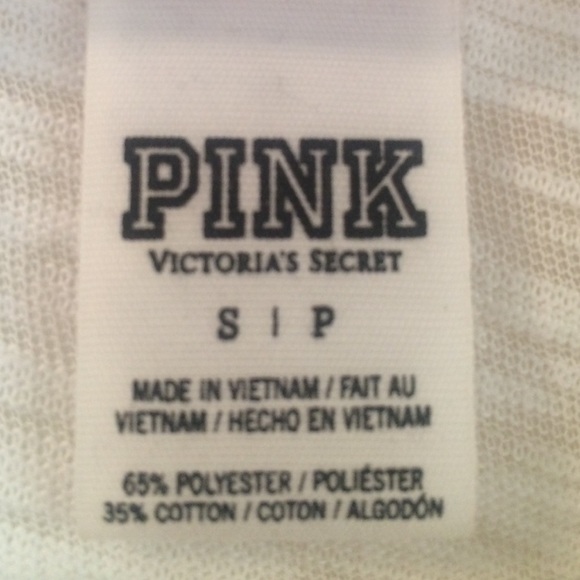 PINK
VICTORIA'S SECRET
S | P
MADE IN VIETNAM / FAIT AU
VIETNAM / HECHO EN VIETNAM
65% POLYESTER / POLIÉSTER
35% COTTON / COTON / ALGODÓN